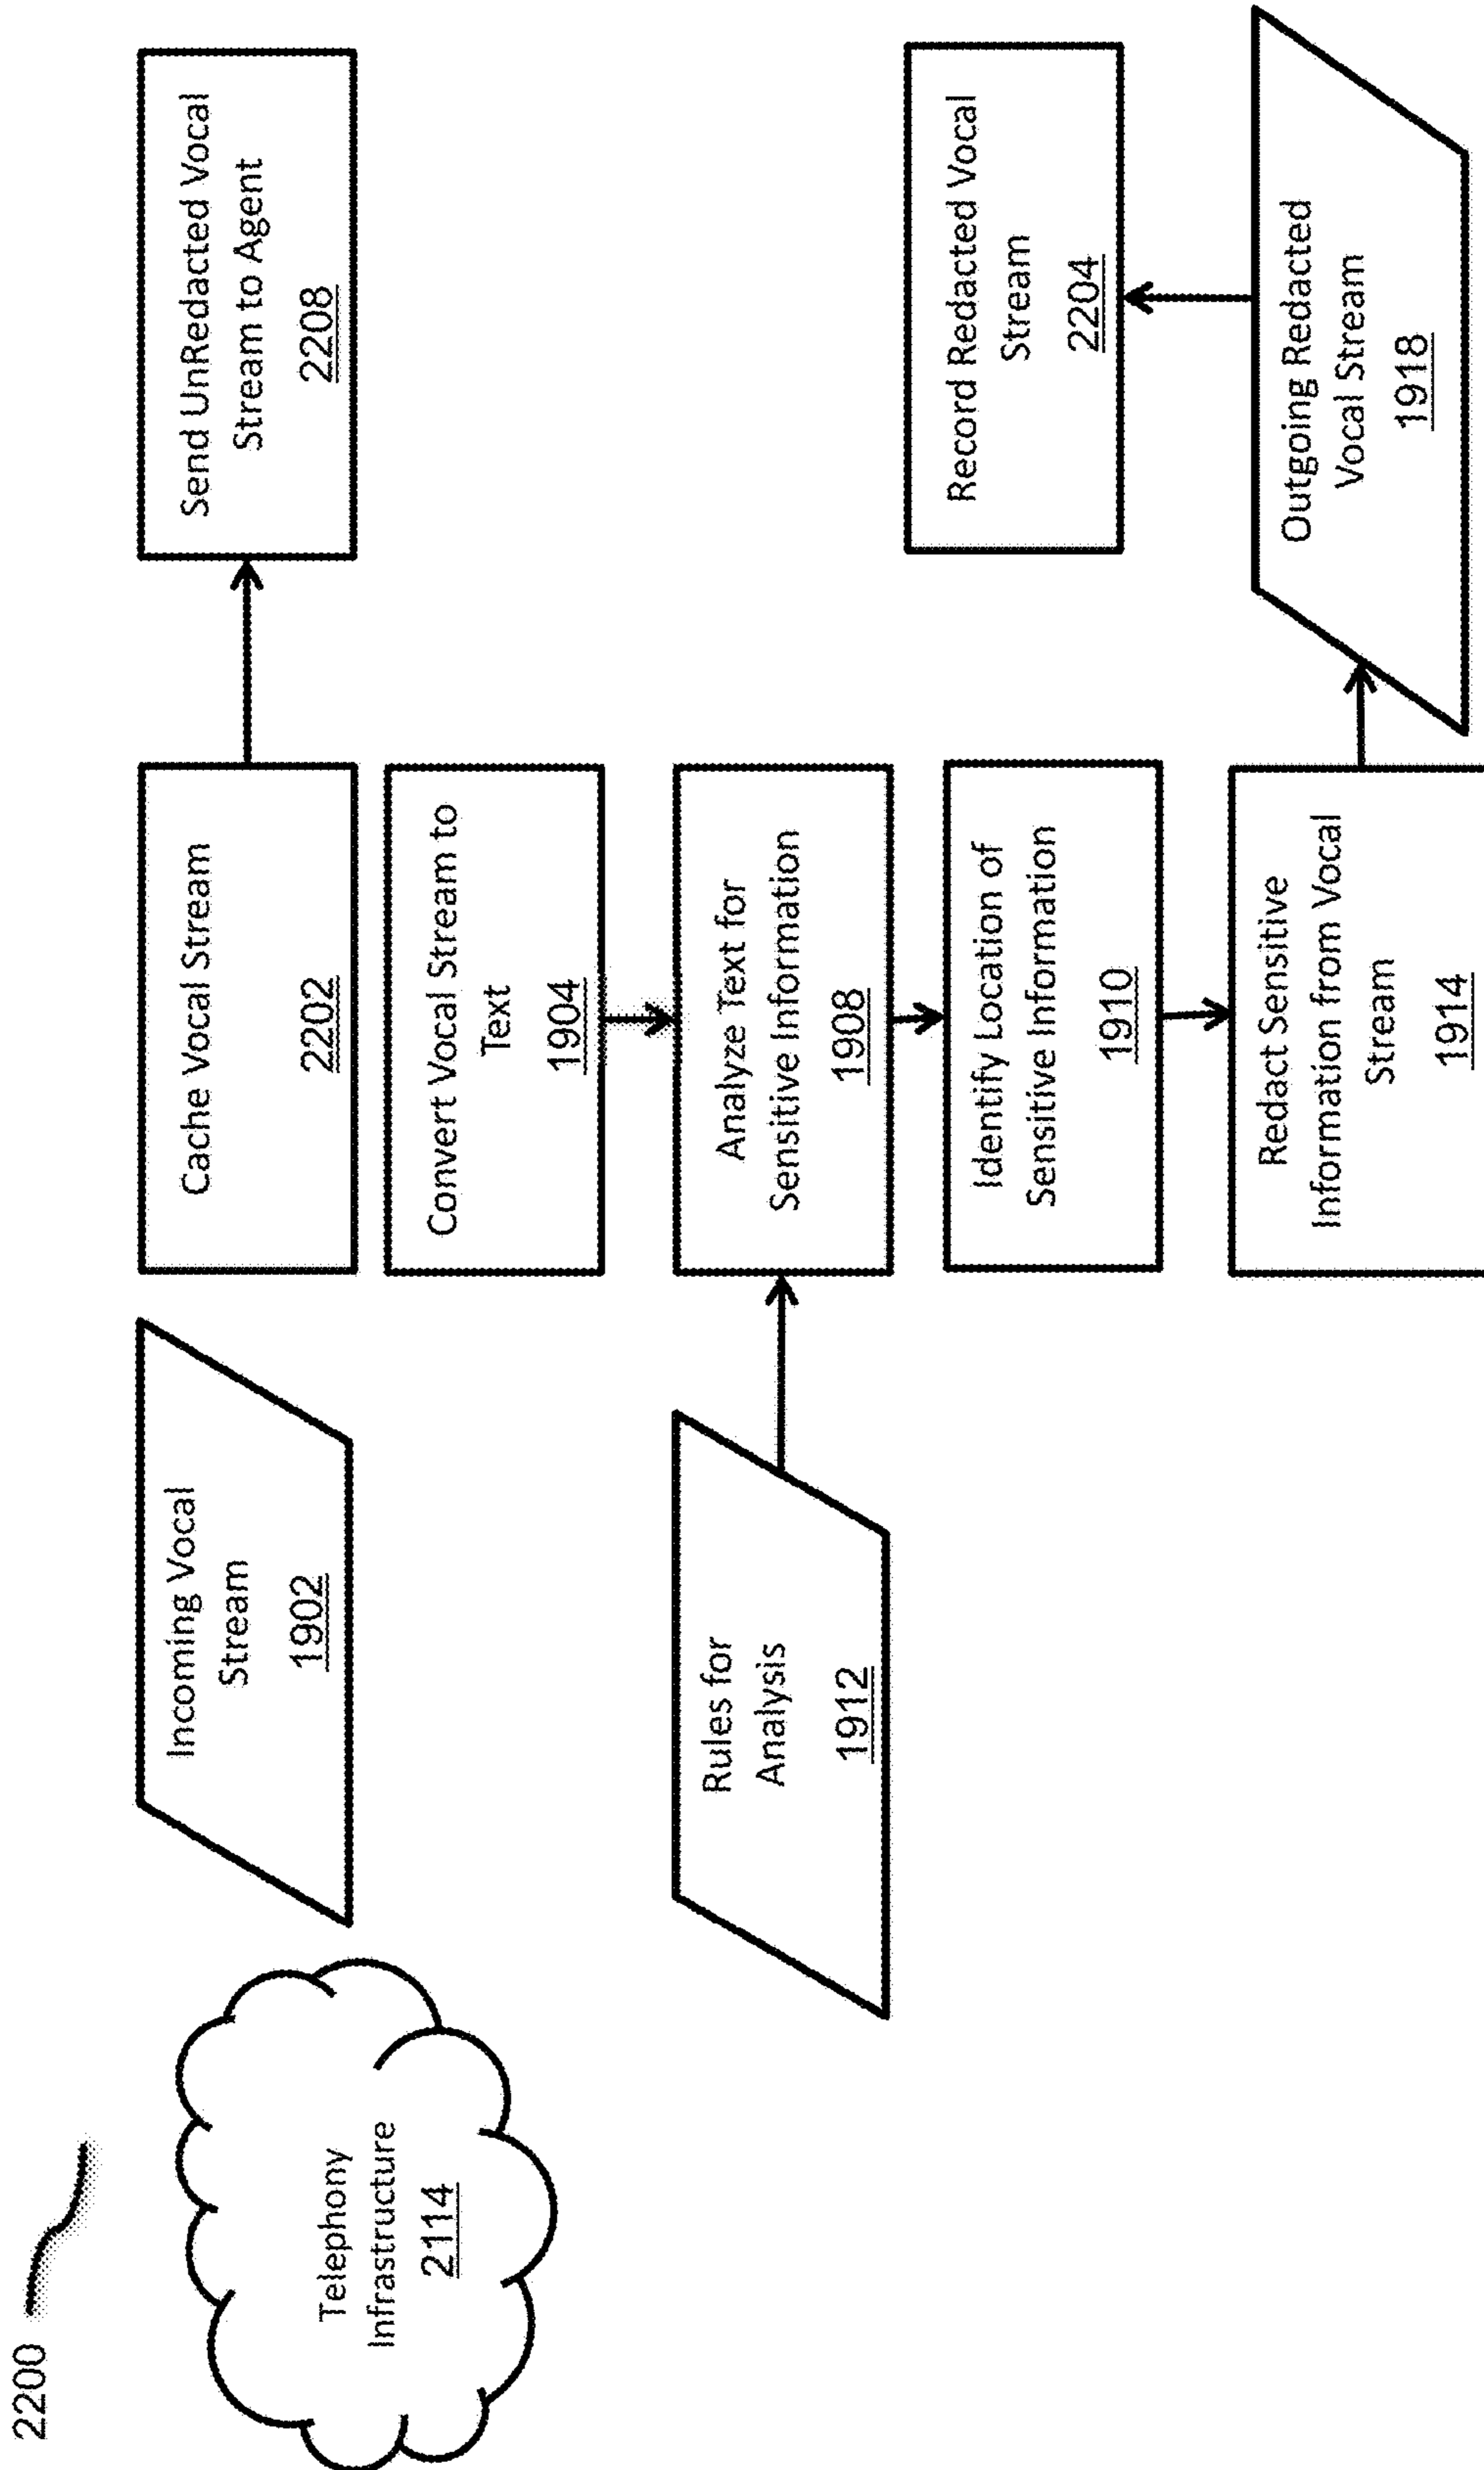 2200
Telephony
Infrastructure
2114
Incoming Vocal
Stream
1902
Cache Vocal Stream
2202
Send UnRedacted Vocal
Stream to Agent
2208
Convert Vocal Stream to
Text
1904
Rules for
Analysis
1912
Analyze Text for
Sensitive Information
1908
Identify Location of
Sensitive Information
1910
Record Redacted Vocal
Stream
2204
Redact Sensitive
Information from Vocal
Stream
1914
Outgoing Redacted
Vocal Stream
1918